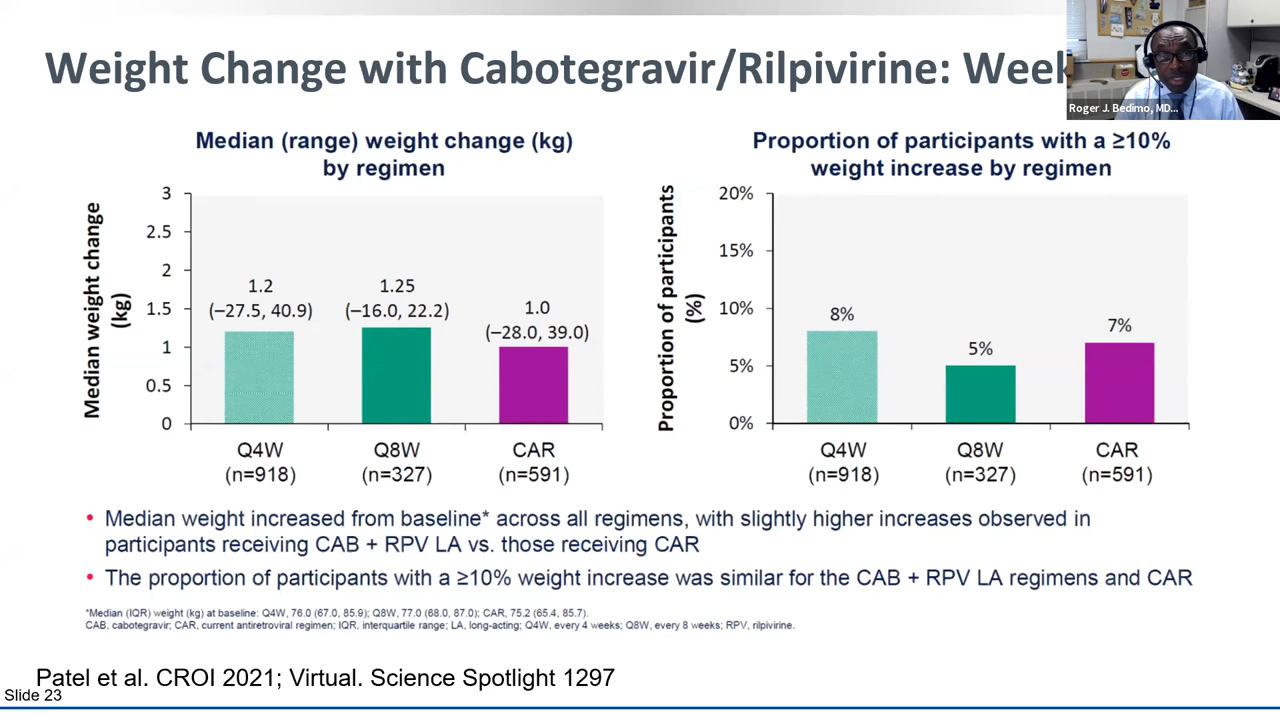 Weight Change with Cabotegravir/Rilpivirine: Week
Roger J. Bedimo, MD...
Median (range) weight change (kg)
by regimen
Median weight change
(kg)
3
2.5
2
1.5
1
0.5
0
1.2
(–27.5, 40.9)
1.25
(–16.0, 22.2)
1.0
(–28.0, 39.0)
Q4W
(n=918)
Q8W
(n=327)
CAR
(n=591)
Proportion of participants with a ≥10%
weight increase by regimen
Proportion of participants
(%)
20%
15%
10%
5%
0%
8%
5%
7%
Q4W
(n=918)
Q8W
(n=327)
CAR
(n=591)
• Median weight increased from baseline* across all regimens, with slightly higher increases observed in
participants receiving CAB + RPV LA vs. those receiving CAR
• The proportion of participants with a ≥10% weight increase was similar for the CAB + RPV LA regimens and CAR
*Median (IQR) weight (kg) at baseline: Q4W, 76.0 (67.0, 85.9); Q8W, 77.0 (68.0, 87.0); CAR, 75.2 (65.4, 85.7).
CAB, cabotegravir; CAR, current antiretroviral regimen; IQR, interquartile range; LA, long-acting; Q4W, every 4 weeks; Q8W, every 8 weeks; RPV, rilpivirine.
Patel et al. CROI 2021; Virtual. Science Spotlight 1297
Slide 23